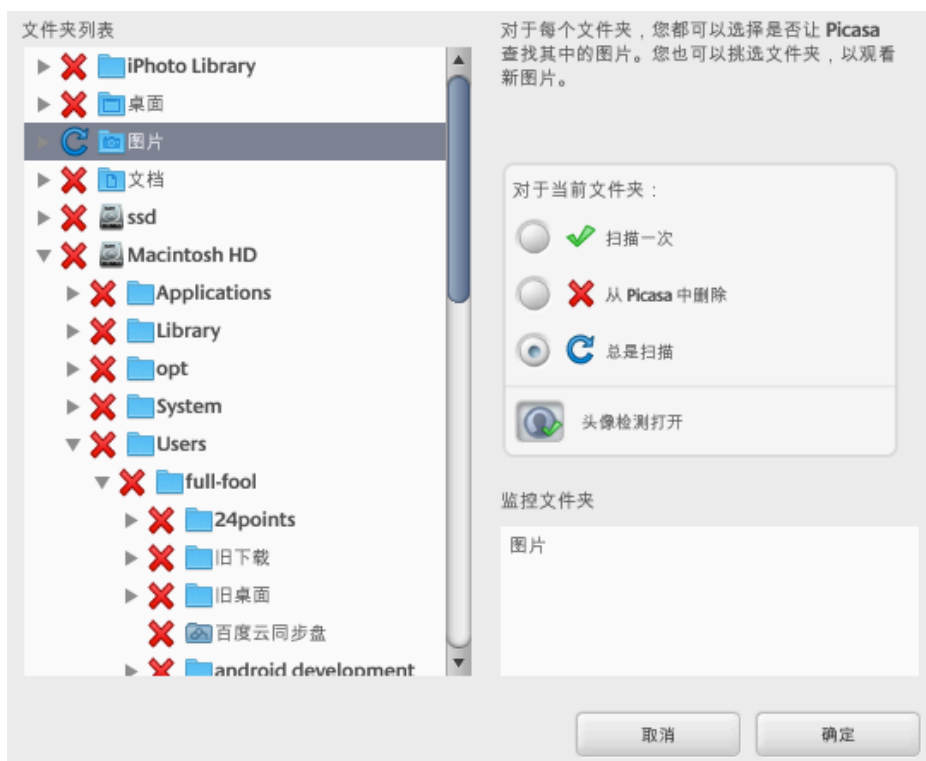 文件夹列表
iPhoto Library
桌面
图片
文档
ssd
Macintosh HD
Applications
Library
opt
System
Users
full-fool
24points
旧下载
旧桌面
百度云同步盘
android development
对于每个文件夹，您都可以选择是否让 Picasa
查找其中的图片。您也可以挑选文件夹，以观看
新图片。
对于当前文件夹：
扫描一次
从 Picasa 中删除
总是扫描
头像检测打开
监控文件夹
图片
取消
确定